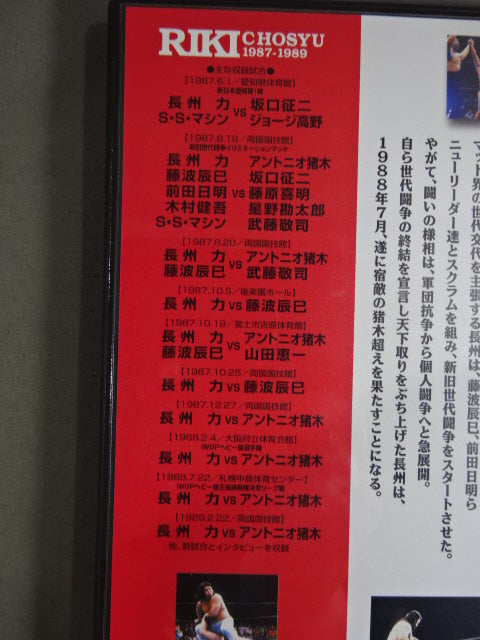 RIKI CHOSYU
1987-1989
●主な収録試合●
【1987.6.1/愛知県体育館】
新日本復帰第1戦
長州 力 vs 坂口征二
S・S・マシン ジョージ高野
【1987.8.19/両国国技館】
新旧世代闘争イリミネーションマッチ
長州 力 アントニオ猪木
藤波辰巳 坂口征二
前田日明 vs 藤原喜明
木村健吾 星野勘太郎
S・S・マシン 武藤敬司
【1987.8.20/両国国技館】
長州 力 vs アントニオ猪木
藤波辰巳 武藤敬司
【1987.10.5/後楽園ホール】
長州 力 vs 藤波辰巳
【1987.10.19/富士市吉原体育館】
長州 力 vs アントニオ猪木
藤波辰巳 山田恵一
【1987.10.25/両国国技館】
長州 力 vs 藤波辰巳
【1987.12.27/両国国技館】
長州 力 vs アントニオ猪木
【1988.2.4/大阪府立体育会館】
IWGPヘビー級選手権
長州 力 vs アントニオ猪木
【1988.7.22/札幌中島体育センター】
長州 力 vs アントニオ猪木
【1989.2.22/両国国技館】
長州 力 vs アントニオ猪木
他、数試合とインタビューを収録
マット界の世代交代を主張する長州は、藤波辰巳、前田日明ら
ニューリーダー達とスクラムを組み、新旧世代闘争をスタートさせた。
やがて、闘いの様相は、軍団抗争から個人闘争へと急展開。
自ら世代闘争の終結を宣言し天下取りをぶち上げた長州は、
1988年7月、遂に宿敵の猪木超えを果たすことになる。